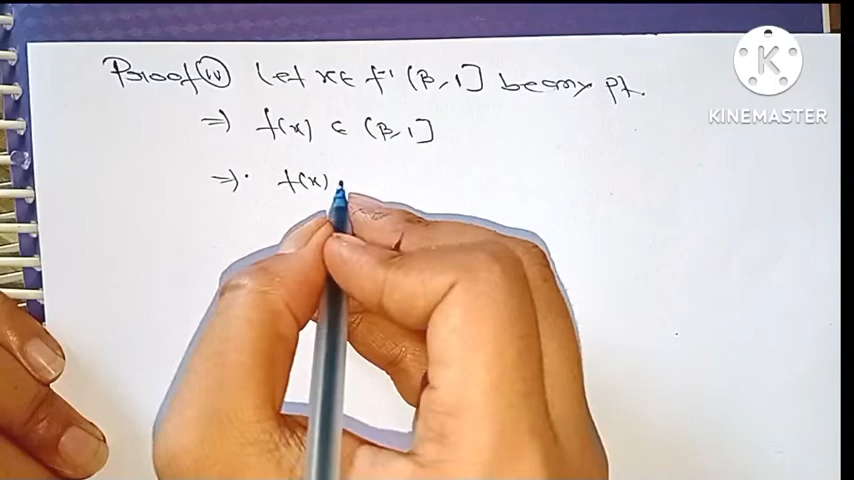 Proof (iv) Let x ∈ f⁻¹ (β, 1] be any pt.
⇒ f(x) ∈ (β, 1]
⇒ f(x)
KINEMASTER